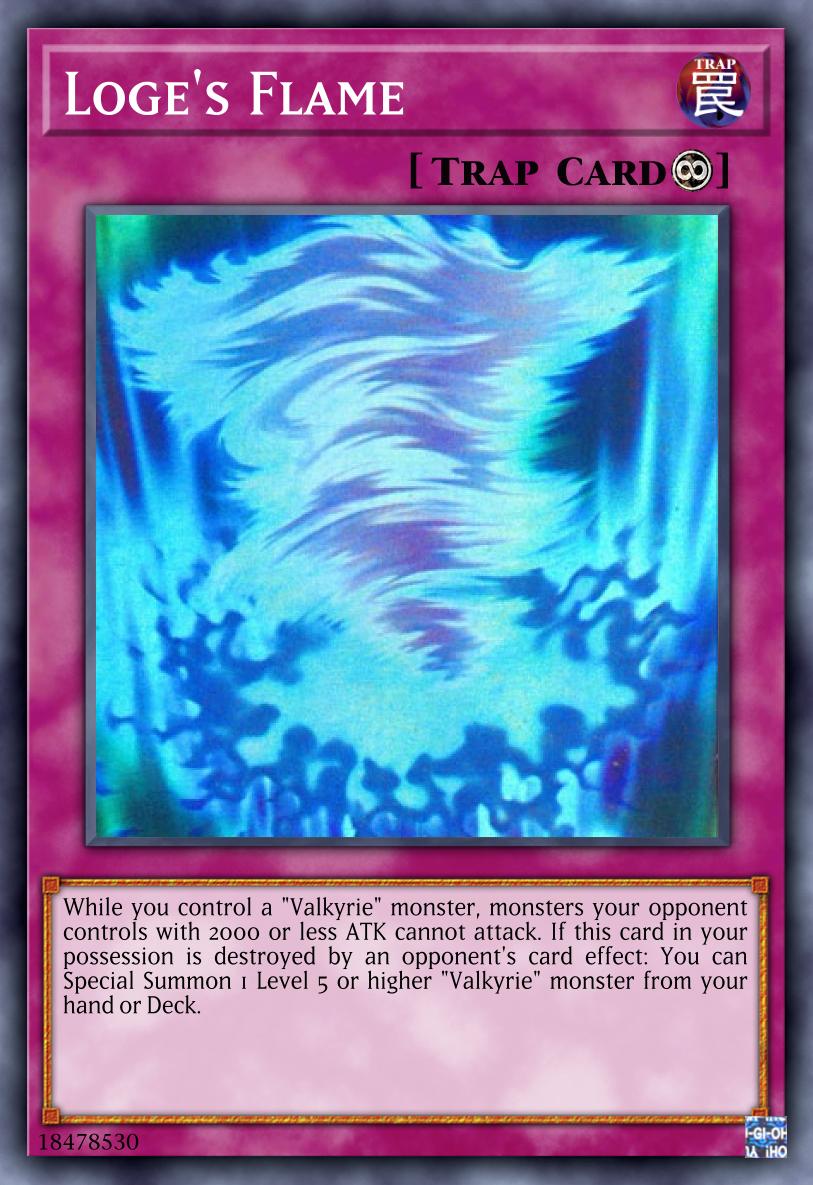 Loge's Flame
TRAP
罠
[TRAP CARD]
While you control a "Valkyrie" monster, monsters your opponent
controls with 2000 or less ATK cannot attack. If this card in your
possession is destroyed by an opponent's card effect: You can
Special Summon 1 Level 5 or higher "Valkyrie" monster from your
hand or Deck.
18478530